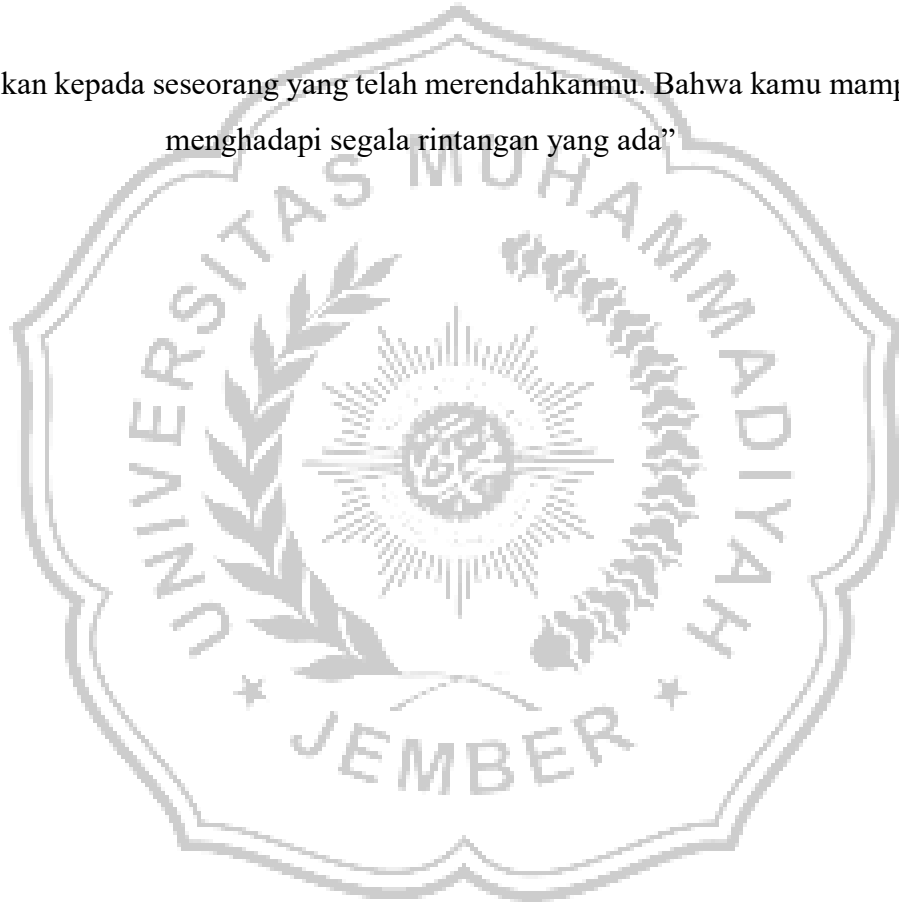 kan kepada seseorang yang telah merendahkanmu. Bahwa kamu mamp
menghadapi segala rintangan yang ada”
UNIVERSITAS MUHAMMADIYAH
JEMBER